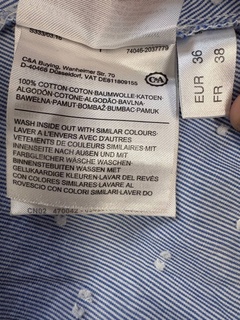 74046-2037779
C&A Buying, Wanheimer Str. 70
D-40468 Düsseldorf, VAT DE811809155
C&A
100% COTTON-COTON-BAUMWOLLE-KATOEN-
ALGODÓN-COTONE-ALGODÃO-BAVLNA-
BAWEŁNA-PAMUT-BOMBAŽ-BUMBAC-PAMUK
WASH INSIDE OUT WITH SIMILAR COLOURS-
LAVER A L'ENVERS AVEC D'AUTRES
VETEMENTS DE COULEURS SIMILAIRES-MIT
INNENSEITE NACH AUßEN UND MIT
FARBGLEICHER WÄSCHE WASCHEN-
BINNENSTEBUITEN WASSEN MET
GELIJKAARDIGE KLEUREN-LAVAR DEL REVÉS
CON COLORES SIMILARES-LAVARE AL
ROVESCIO CON COLORI SIMILARI-LAVAR DO
EUR 36
FR 38